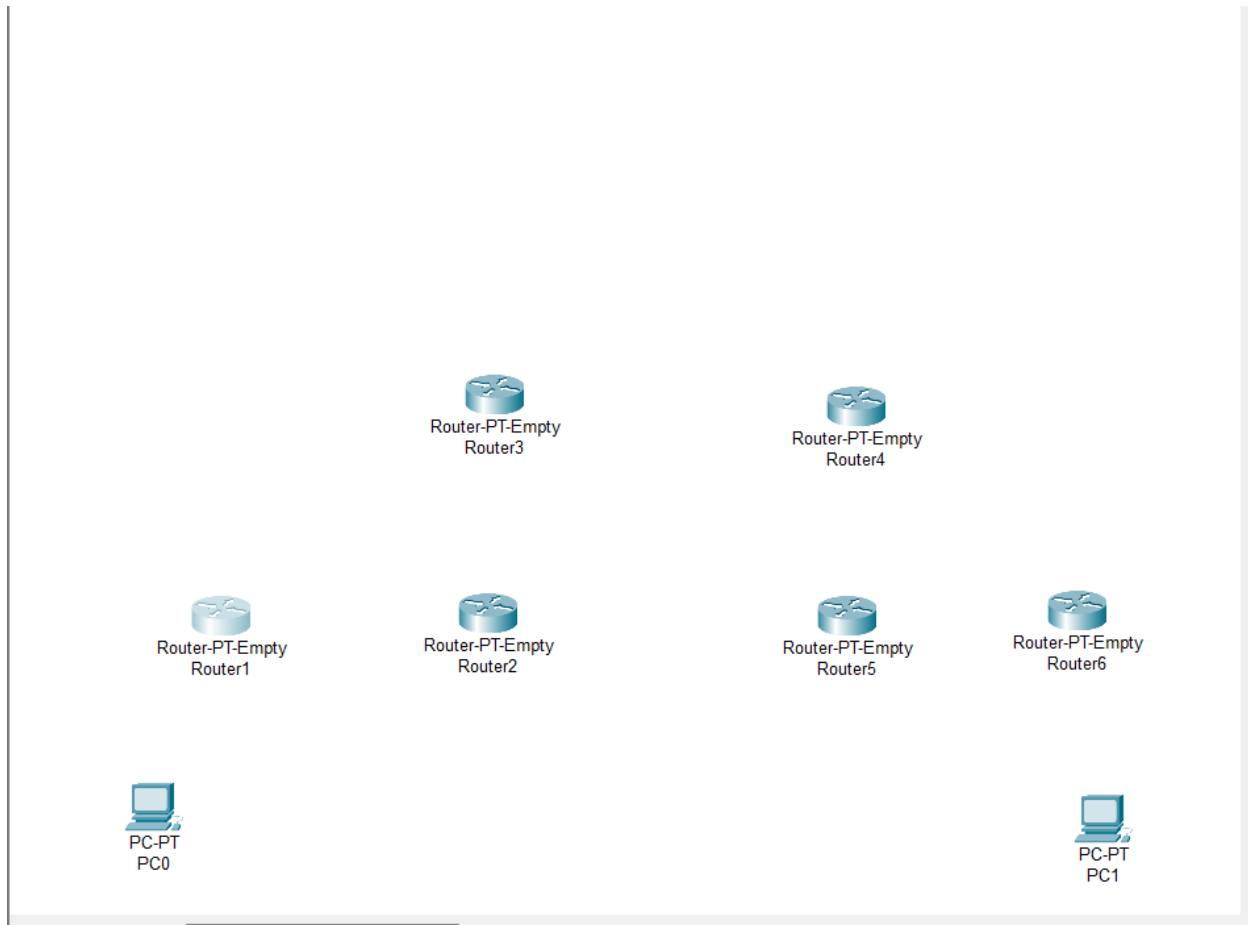 Router-PT-Empty
Router3
Router-PT-Empty
Router4
Router-PT-Empty
Router1
Router-PT-Empty
Router2
Router-PT-Empty
Router5
Router-PT-Empty
Router6
PC-PT
PC0
PC-PT
PC1